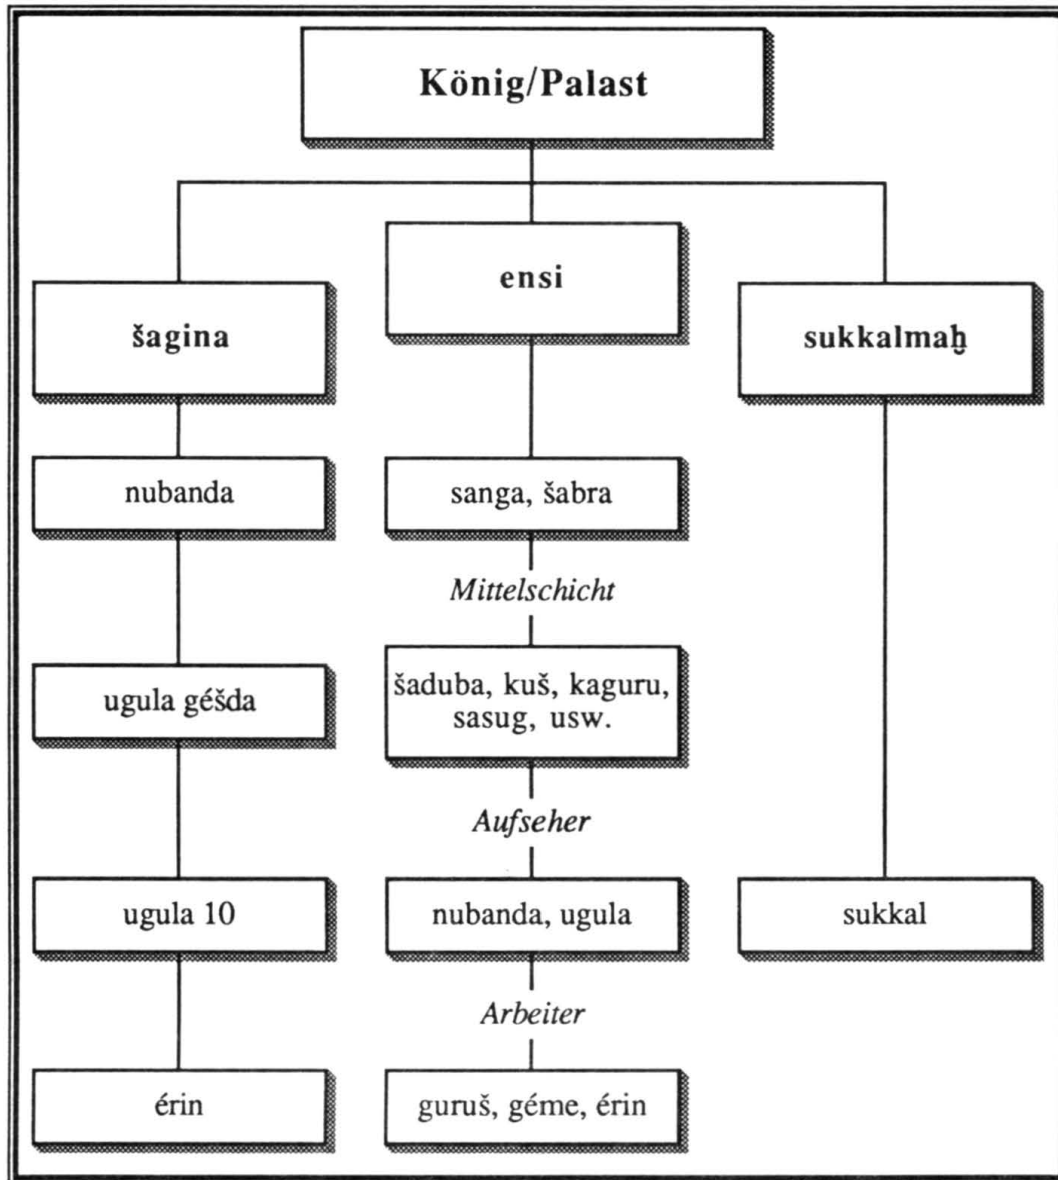 König/Palast
ensi
šagina
sukkalmaḫ
nubanda
sanga, šabra
Mittelschicht
ugula géšda
šaduba, kuš, kaguru,
sasug, usw.
Aufseher
ugula 10
nubanda, ugula
sukkal
Arbeiter
érin
guruš, géme, érin